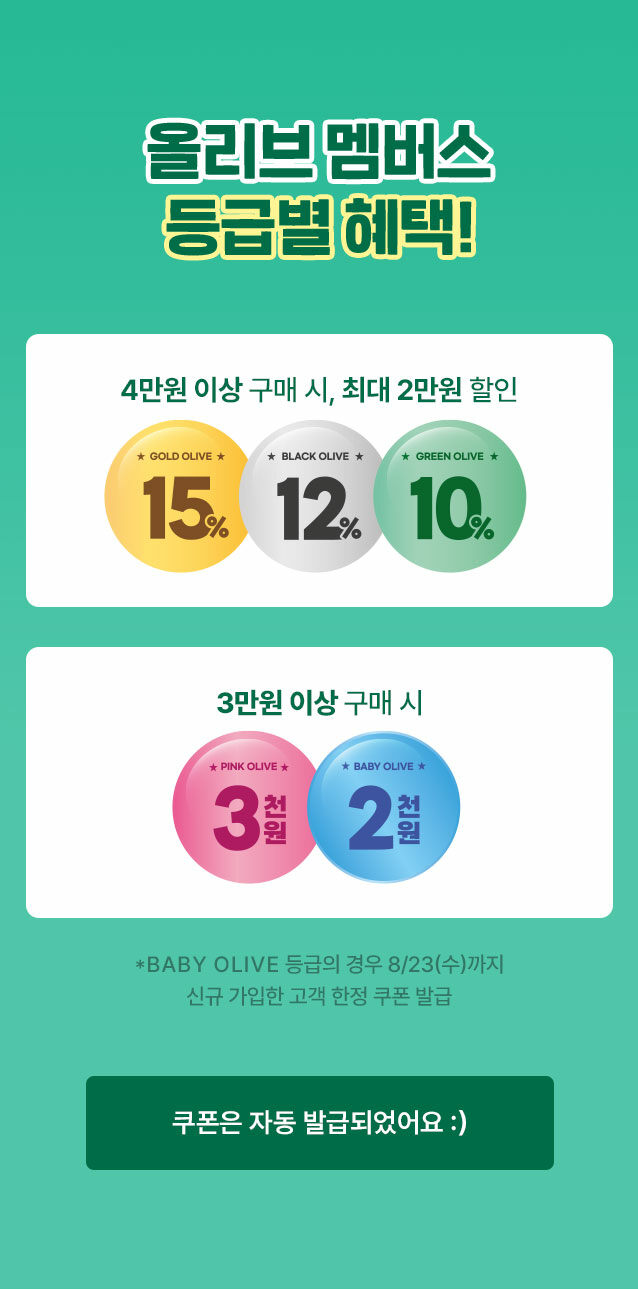 올리브 멤버스
등급별 혜택!
4만원 이상 구매 시, 최대 2만원 할인
★ GOLD OLIVE ★
15%
★ BLACK OLIVE ★
12%
★ GREEN OLIVE ★
10%
3만원 이상 구매 시
★ PINK OLIVE ★
3천원
★ BABY OLIVE ★
2천원
*BABY OLIVE 등급의 경우 8/23(수)까지
신규 가입한 고객 한정 쿠폰 발급
쿠폰은 자동 발급되었어요 :)